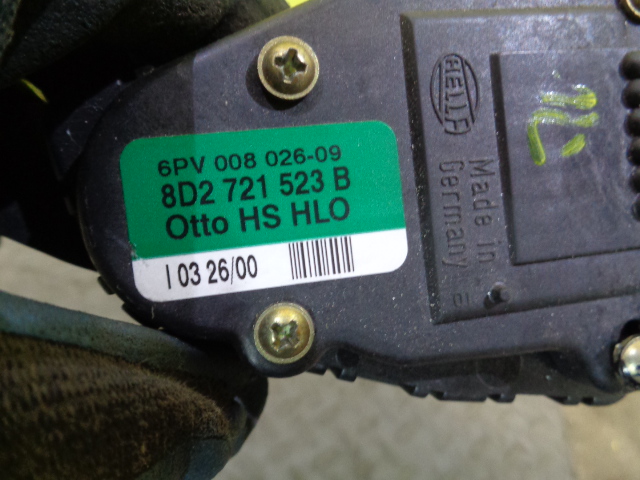 6PV 008 026-09
8D2 721 523 B
Otto HS HLO
I 03 26/00
HELLA
Made in
Germany